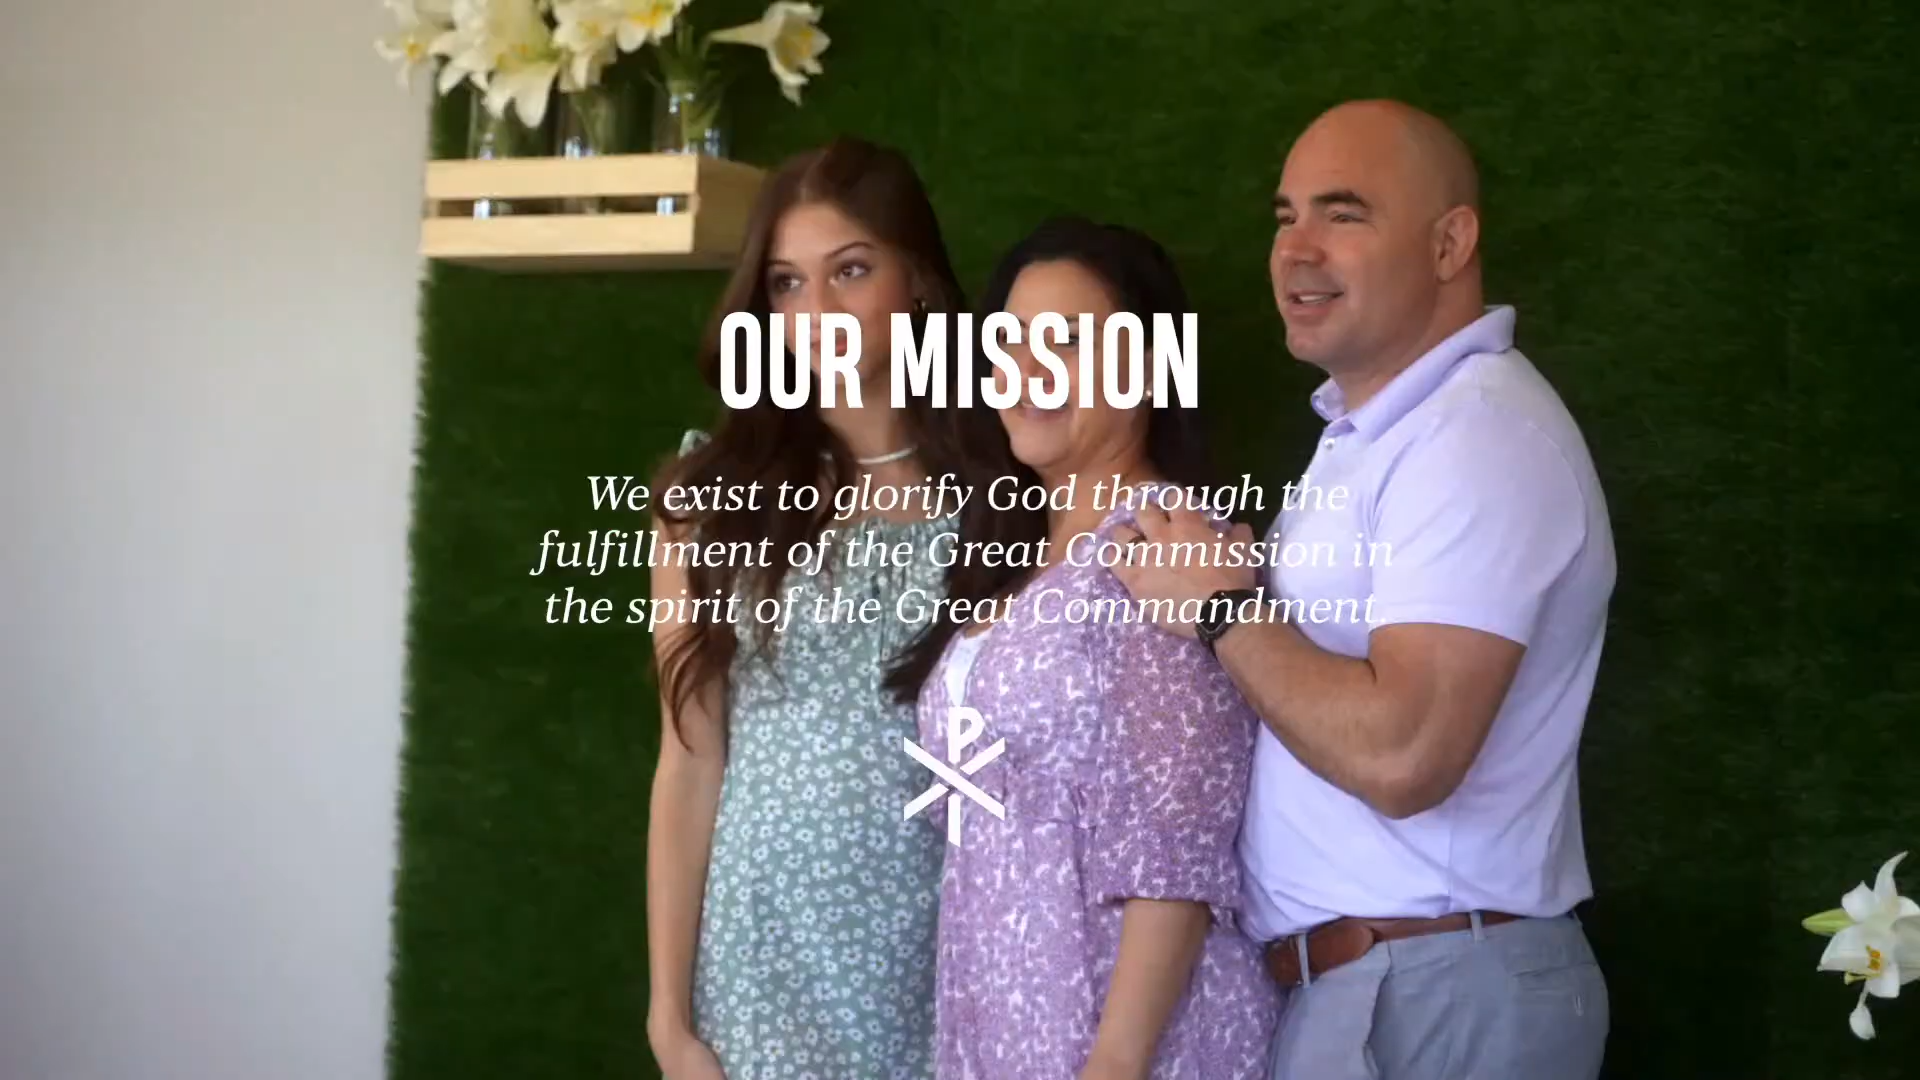 OUR MISSION
We exist to glorify God through the
fulfillment of the Great Commission in
the spirit of the Great Commandment.